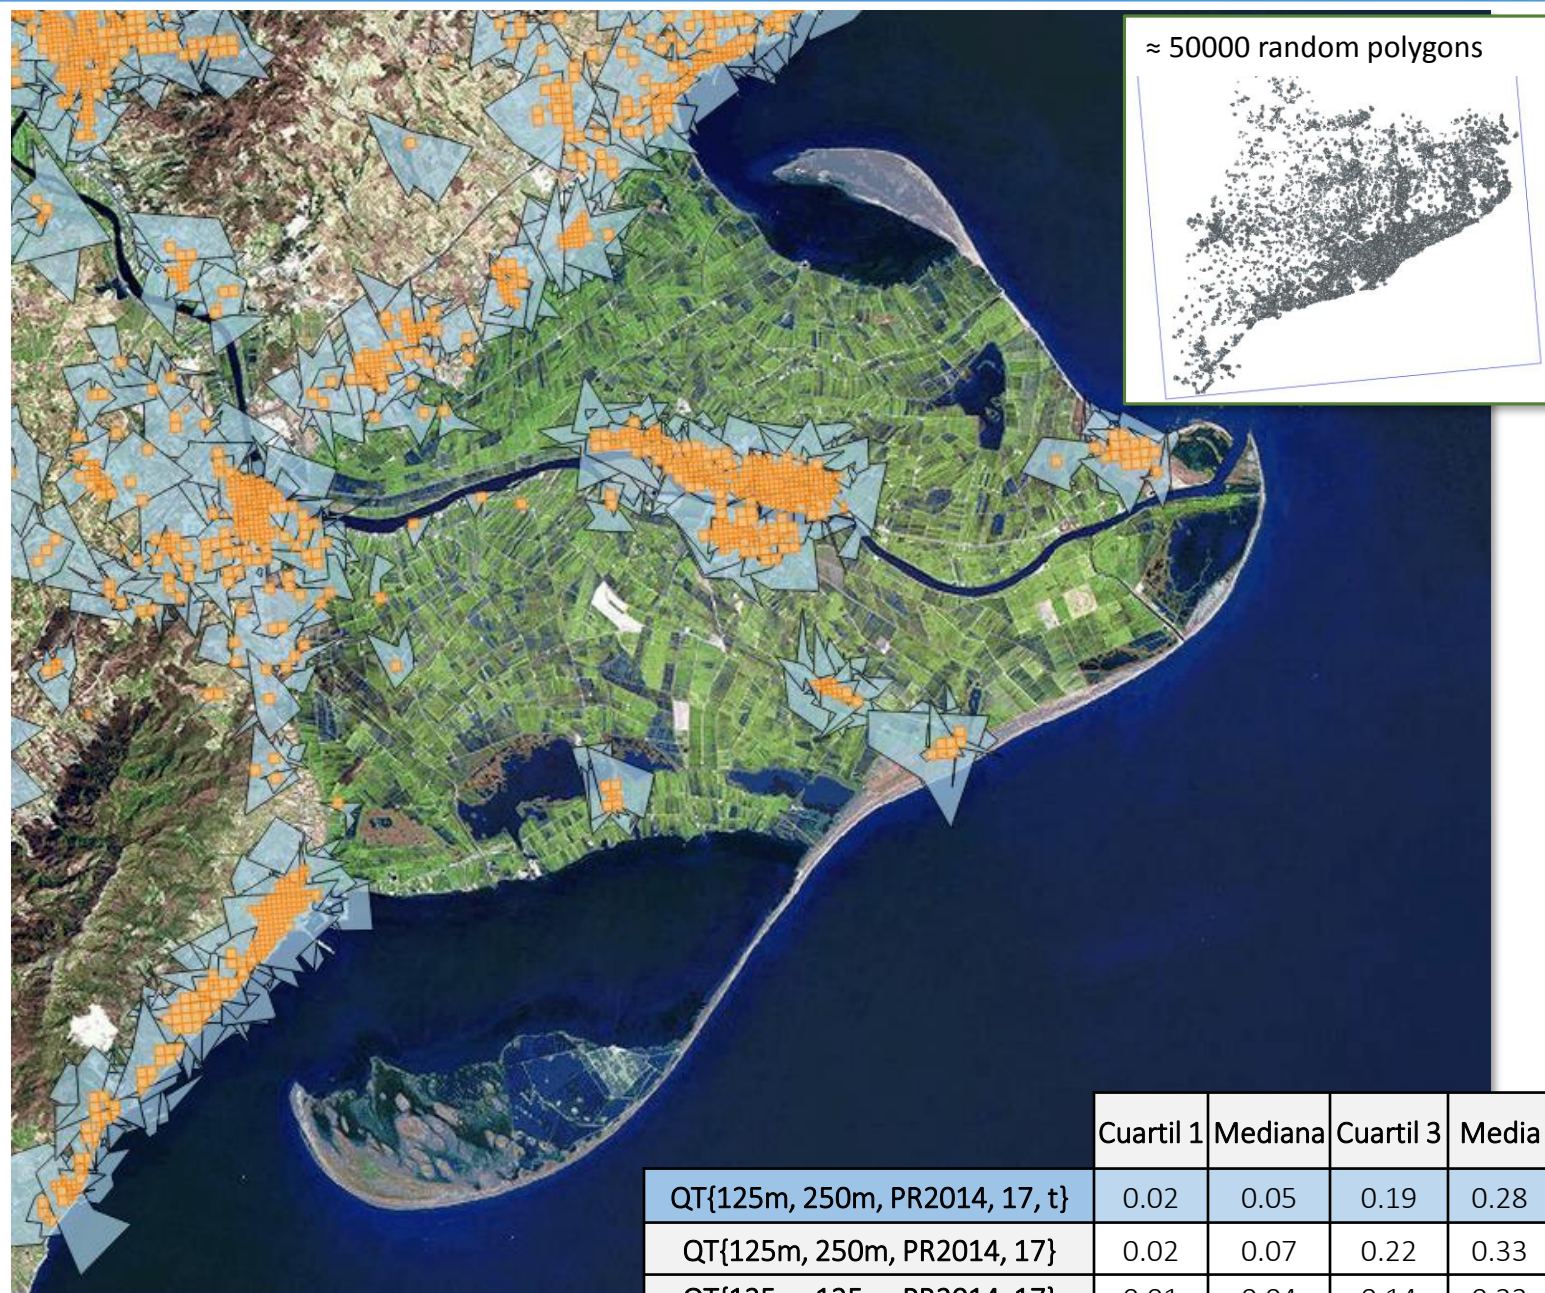 ≈ 50000 random polygons
Cuartil 1 Mediana Cuartil 3 Media
QT{125m, 250m, PR2014, 17, t} 0.02 0.05 0.19 0.28
QT{125m, 250m, PR2014, 17} 0.02 0.07 0.22 0.33